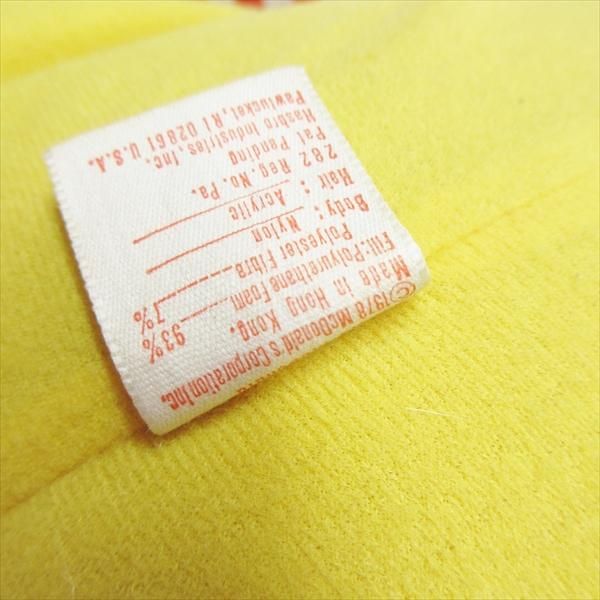 ©1978 McDonald's Corporation Inc.
Made in Hong Kong.
Fill: Polyurethane Foam 93%
Polyester Fibre 7%
Body: Nylon
Hair: Acrylic
282 Reg. No. Pa.
Pat Pending
Hasbro Industries, Inc.
Pawtucket, RI 02861 U.S.A.